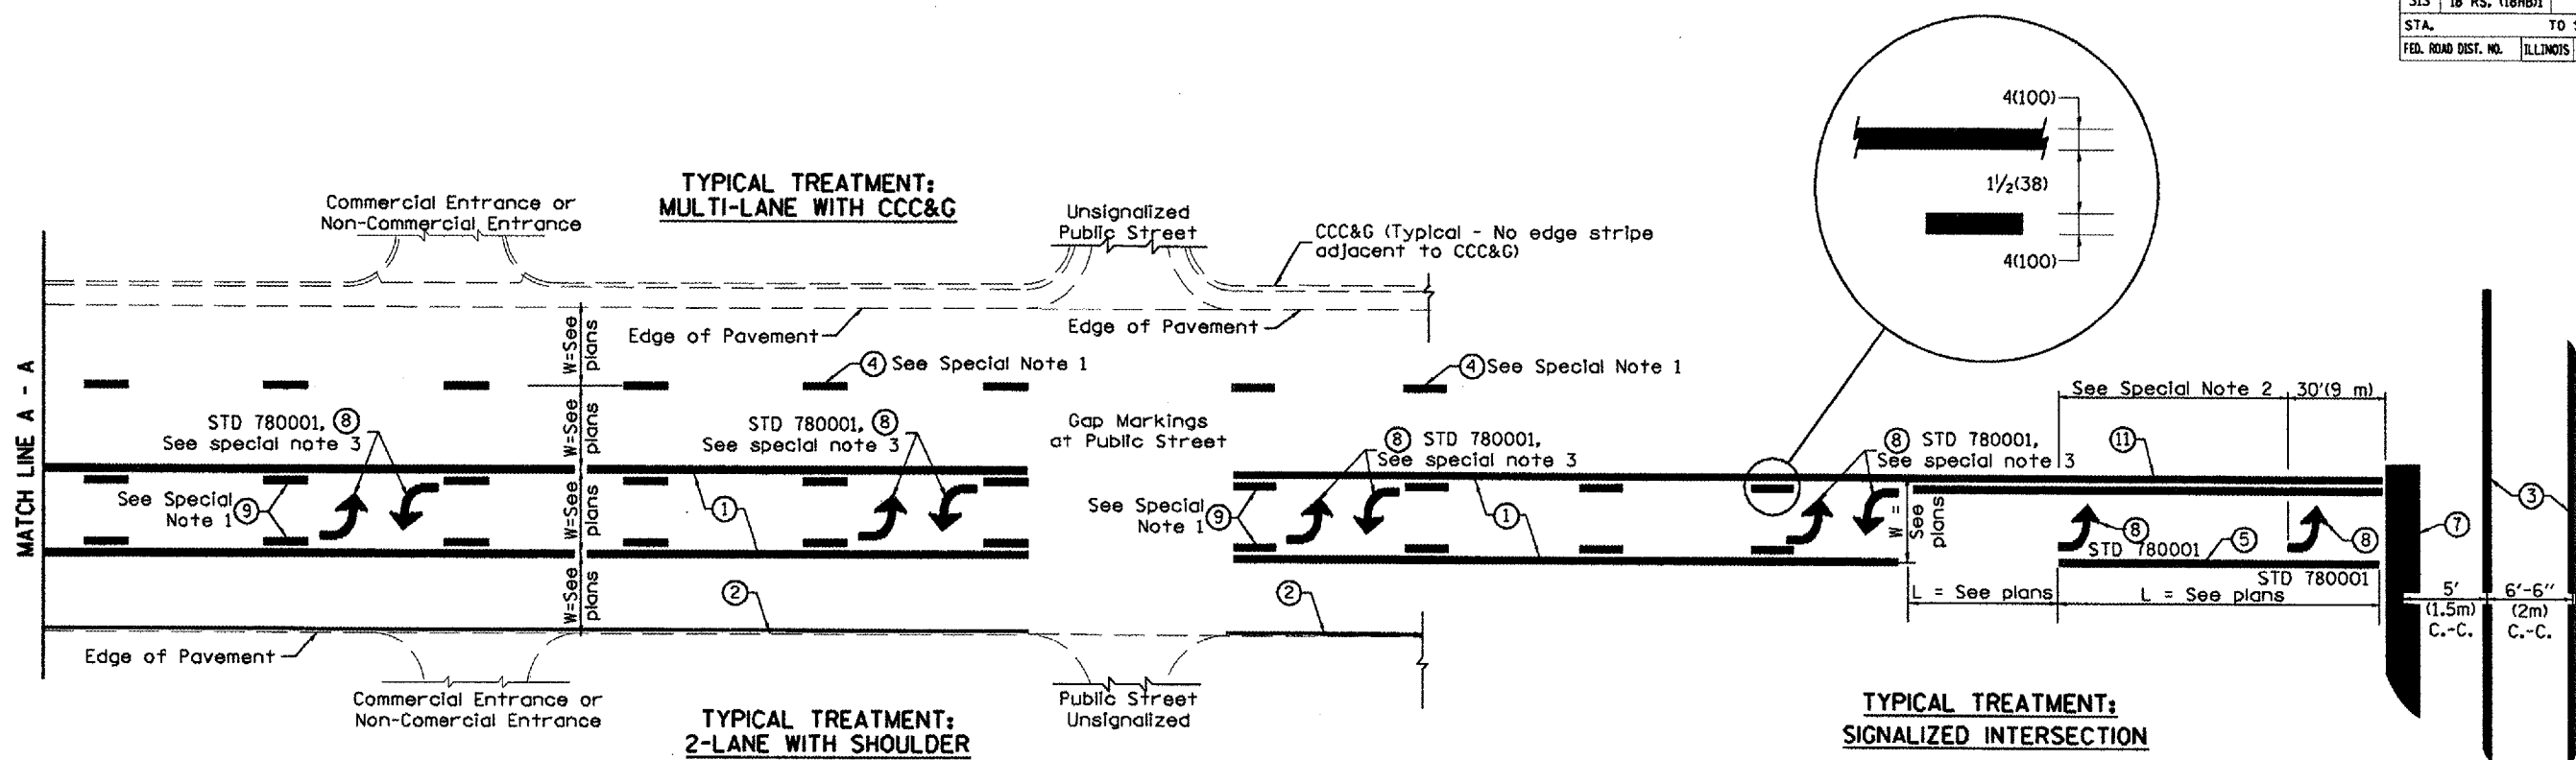 SIS 18 RS, (18HB)1
STA. TO
FED. ROAD DIST. NO. ILLINOIS
4(100)
1½(38)
4(100)
TYPICAL TREATMENT:
MULTI-LANE WITH CCC&G
Commercial Entrance or
Non-Commercial Entrance
Unsignalized
Public Street
CCC&G (Typical - No edge stripe
adjacent to CCC&G)
MATCH LINE A - A
W=See
plans
Edge of Pavement
Edge of Pavement
4 See Special Note 1
4 See Special Note 1
See Special Note 2
30'(9 m)
STD 780001, 8
See special note 3
W=See
plans
STD 780001, 8
See special note 3
Gap Markings
at Public Street
8 STD 780001,
See special note 3
8 STD 780001,
See special note 3
11
3
See Special
Note 1 9
W=See
plans
1
See Special
Note 1 9
1
W =
See
plans
8
STD 780001
5
8
7
STD 780001
W=See
plans
2
2
L = See plans
L = See plans
5'
(1.5m)
C.-C.
6'-6"
(2m)
C.-C.
Edge of Pavement
Commercial Entrance or
Non-Comercial Entrance
Public Street
Unsignalized
TYPICAL TREATMENT:
2-LANE WITH SHOULDER
TYPICAL TREATMENT:
SIGNALIZED INTERSECTION